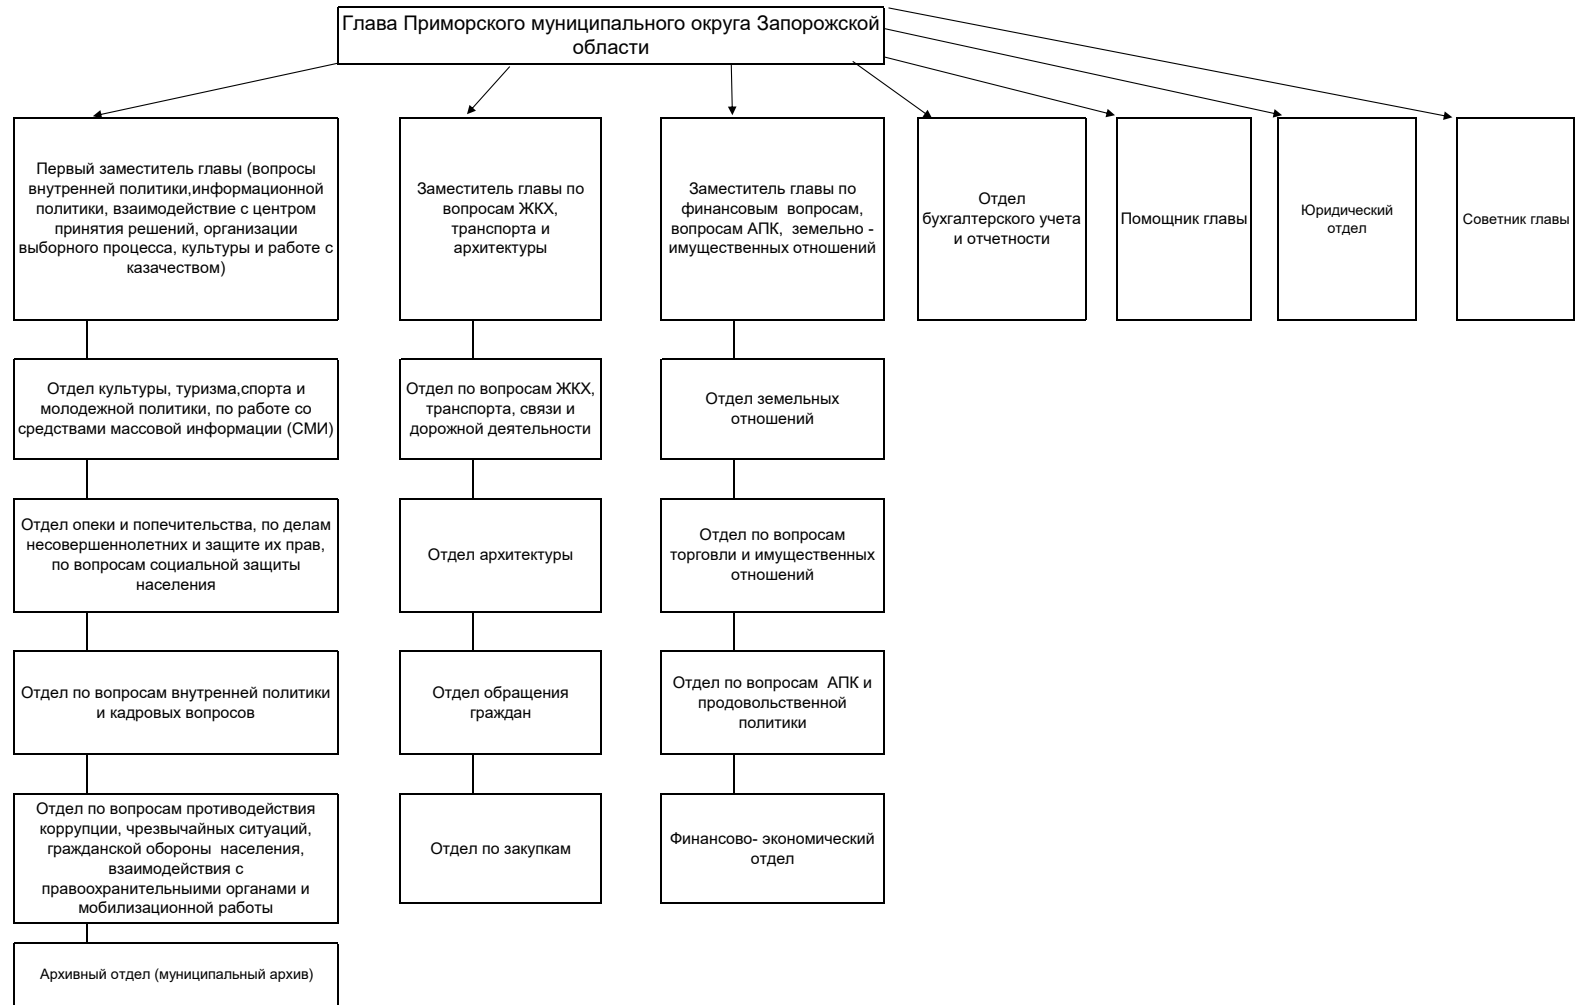 Глава Приморского муниципального округа Запорожской
области
Первый заместитель главы (вопросы
внутренней политики,информационной
политики, взаимодействие с центром
принятия решений, организации
выборного процесса, культуры и работе с
казачеством)
Заместитель главы по
вопросам ЖКХ,
транспорта и
архитектуры
Заместитель главы по
финансовым вопросам,
вопросам АПК, земельно -
имущественных отношений
Отдел
бухгалтерского учета
и отчетности
Помощник главы
Юридический
отдел
Советник главы
Отдел культуры, туризма,спорта и
молодежной политики, по работе со
средствами массовой информации (СМИ)
Отдел по вопросам ЖКХ,
транспорта, связи и
дорожной деятельности
Отдел земельных
отношений
Отдел опеки и попечительства, по делам
несовершеннолетних и защите их прав,
по вопросам социальной защиты
населения
Отдел архитектуры
Отдел по вопросам
торговли и имущественных
отношений
Отдел по вопросам внутренней политики
и кадровых вопросов
Отдел обращения
граждан
Отдел по вопросам АПК и
продовольственной
политики
Отдел по вопросам противодействия
коррупции, чрезвычайных ситуаций,
гражданской обороны населения,
взаимодействия с
правоохранительныими органами и
мобилизационной работы
Отдел по закупкам
Финансово- экономический
отдел
Архивный отдел (муниципальный архив)